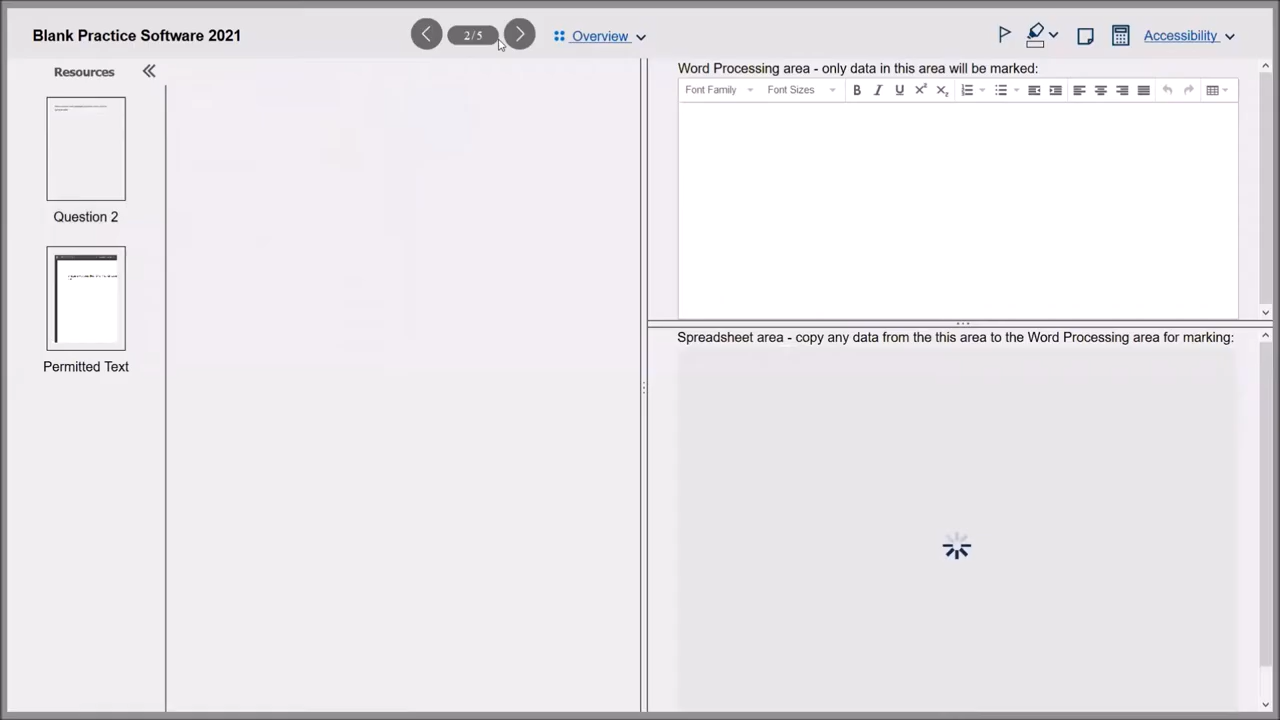 Blank Practice Software 2021
2/5
Overview
Accessibility
Resources
Question 2
Permitted Text
Word Processing area - only data in this area will be marked:
Font Family
Font Sizes
B I U X² X₂
Spreadsheet area - copy any data from the this area to the Word Processing area for marking: